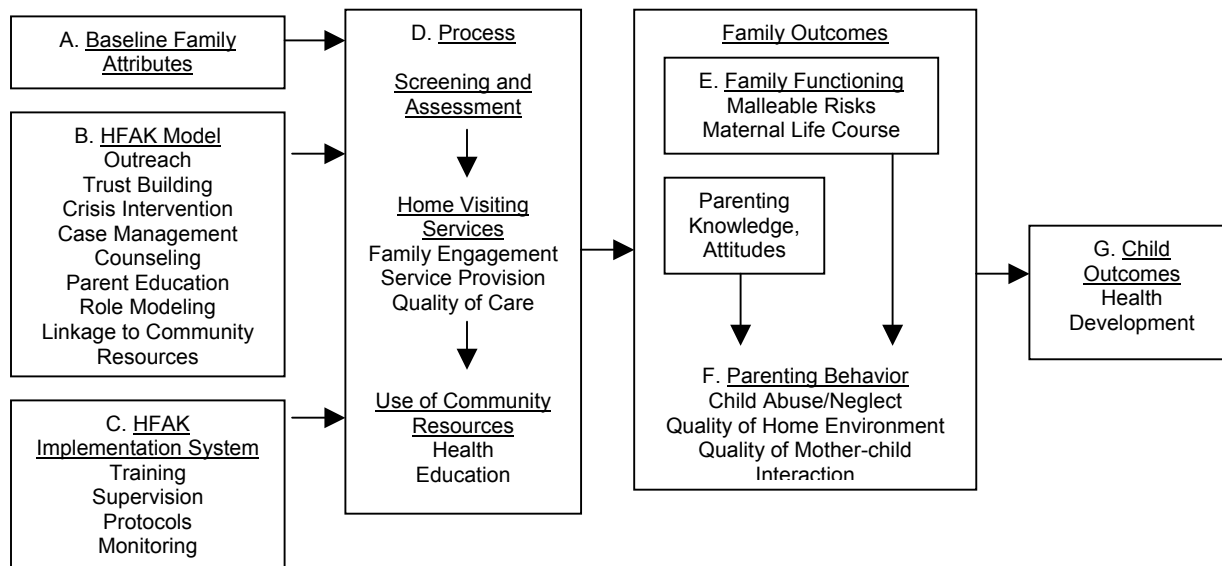 A. Baseline Family
Attributes
B. HFAK Model
Outreach
Trust Building
Crisis Intervention
Case Management
Counseling
Parent Education
Role Modeling
Linkage to Community
Resources
C. HFAK
Implementation System
Training
Supervision
Protocols
Monitoring
D. Process
Screening and
Assessment
Home Visiting
Services
Family Engagement
Service Provision
Quality of Care
Use of Community
Resources
Health
Education
Family Outcomes
E. Family Functioning
Malleable Risks
Maternal Life Course
Parenting
Knowledge,
Attitudes
F. Parenting Behavior
Child Abuse/Neglect
Quality of Home Environment
Quality of Mother-child
Interaction
G. Child
Outcomes
Health
Development